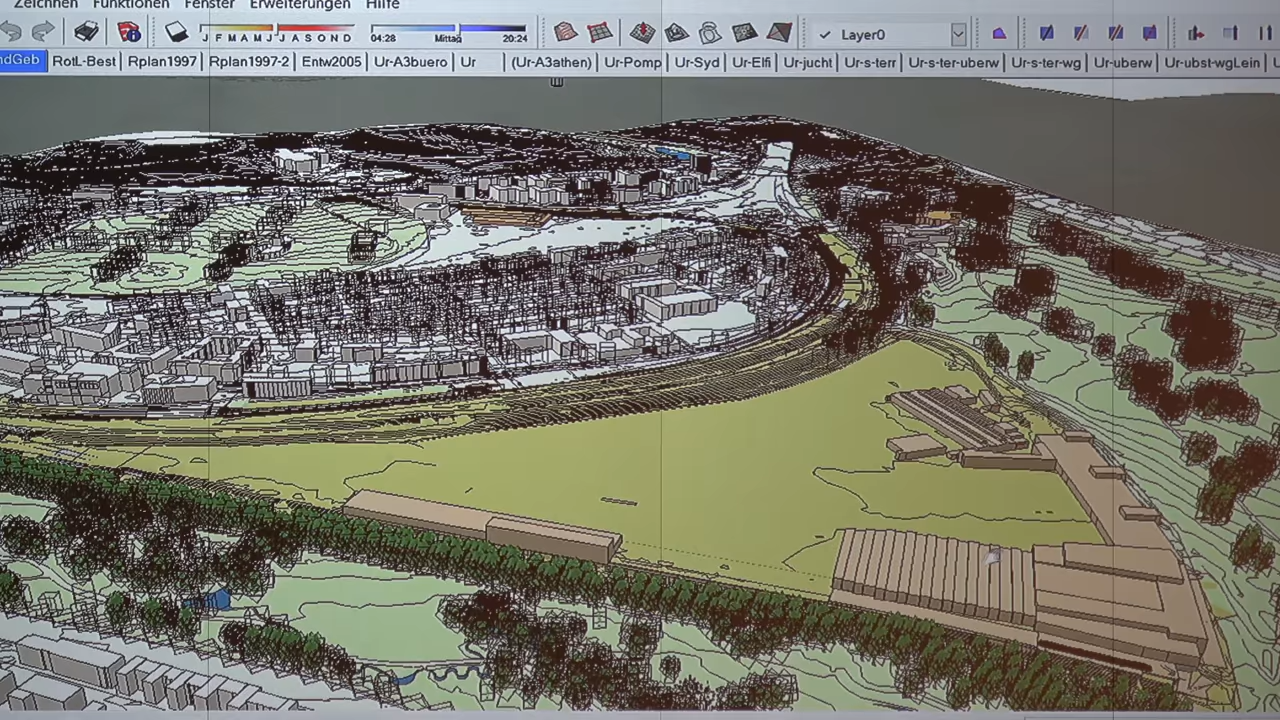 Zeichnen Funktionen Fenster Erweiterungen Hilfe
J F M A M J J A S O N D 04:28 Mittag 20:24 Layer0
ndGeb RotL-Best Rplan1997 Rplan1997-2 Entw2005 Ur-A3buero Ur (Ur-A3athen) Ur-Pomp Ur-Syd Ur-Elfi Ur-jucht Ur-s-terr Ur-s-ter-uberw Ur-s-ter-wg Ur-uberw Ur-ubst-wgLein